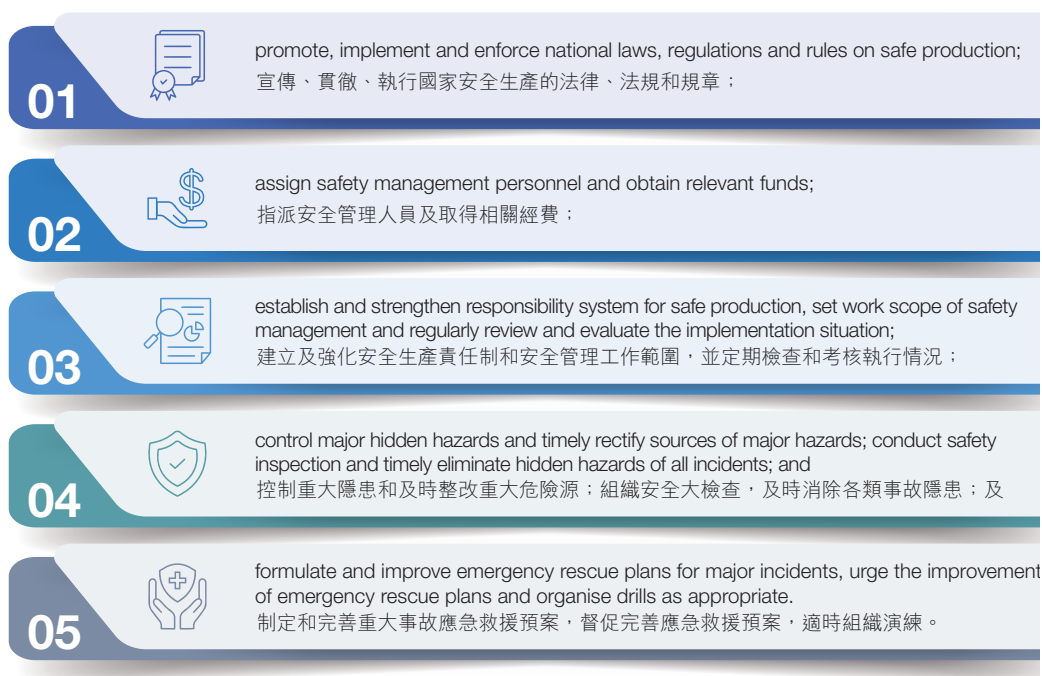 01
promote, implement and enforce national laws, regulations and rules on safe production;
宣傳、貫徹、執行國家安全生產的法律、法規和規章；
02
assign safety management personnel and obtain relevant funds;
指派安全管理人員及取得相關經費；
03
establish and strengthen responsibility system for safe production, set work scope of safety
management and regularly review and evaluate the implementation situation;
建立及強化安全生產責任制和安全管理工作範圍，並定期檢查和考核執行情況；
04
control major hidden hazards and timely rectify sources of major hazards; conduct safety
inspection and timely eliminate hidden hazards of all incidents; and
控制重大隱患和及時整改重大危險源；組織安全大檢查，及時消除各類事故隱患；及
05
formulate and improve emergency rescue plans for major incidents, urge the improvement
of emergency rescue plans and organise drills as appropriate.
制定和完善重大事故應急救援預案，督促完善應急救援預案，適時組織演練。